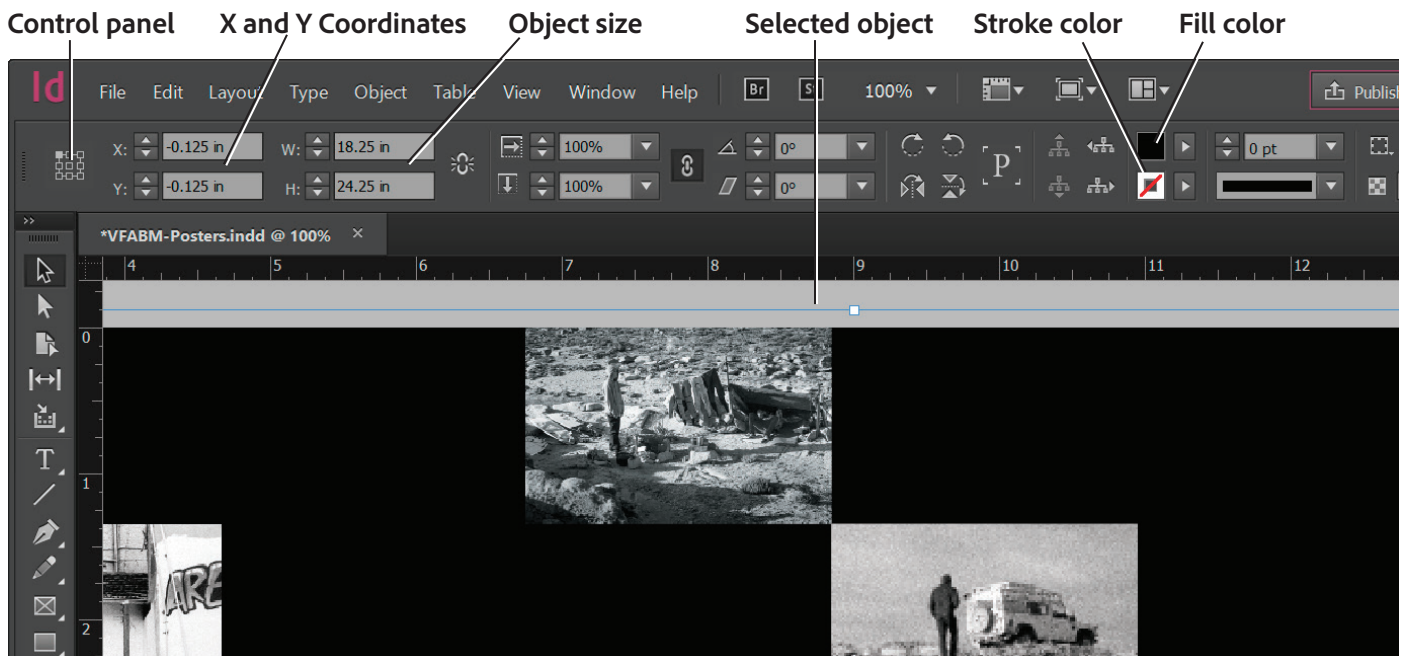 Control panel X and Y Coordinates Object size Selected object Stroke color Fill color
Id File Edit Layout Type Object Table View Window Help Br St 100% Publis
X: -0.125 in W: 18.25 in 100% 0° P 0 pt
Y: -0.125 in H: 24.25 in 100% 0°
*VFABM-Posters.indd @ 100% ×
4 5 6 7 8 9 10 11 12
0
T
1
ARE
2